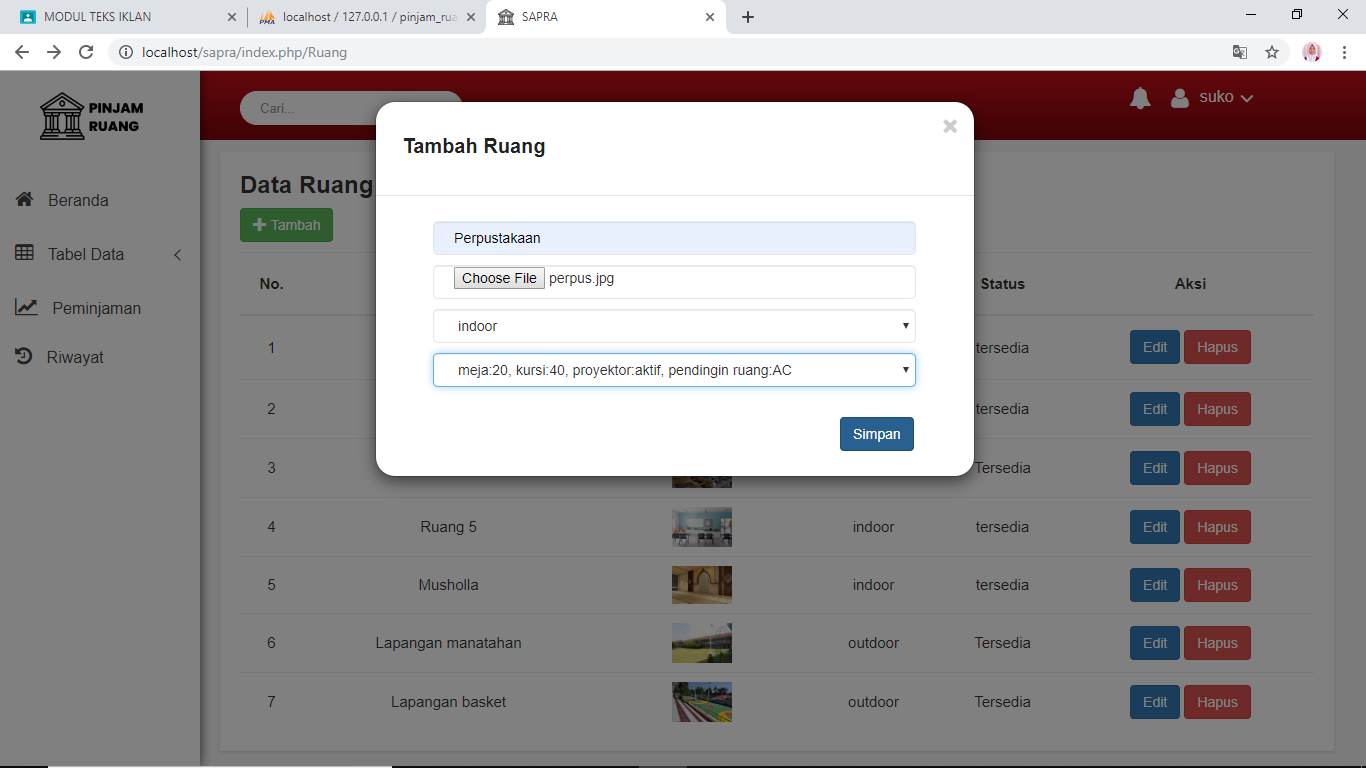 MODUL TEKS IKLAN
localhost / 127.0.0.1 / pinjam_rua
SAPRA
localhost/sapra/index.php/Ruang
PINJAM
RUANG
Cari...
suko
Beranda
Tabel Data
Peminjaman
Riwayat
Data Ruang
Tambah
Tambah Ruang
Perpustakaan
Choose File perpus.jpg
indoor
meja:20, kursi:40, proyektor:aktif, pendingin ruang:AC
Simpan
No. Status Aksi
1 tersedia Edit Hapus
2 tersedia Edit Hapus
3 Tersedia Edit Hapus
4 Ruang 5 indoor tersedia Edit Hapus
5 Musholla indoor tersedia Edit Hapus
6 Lapangan manatahan outdoor Tersedia Edit Hapus
7 Lapangan basket outdoor Tersedia Edit Hapus